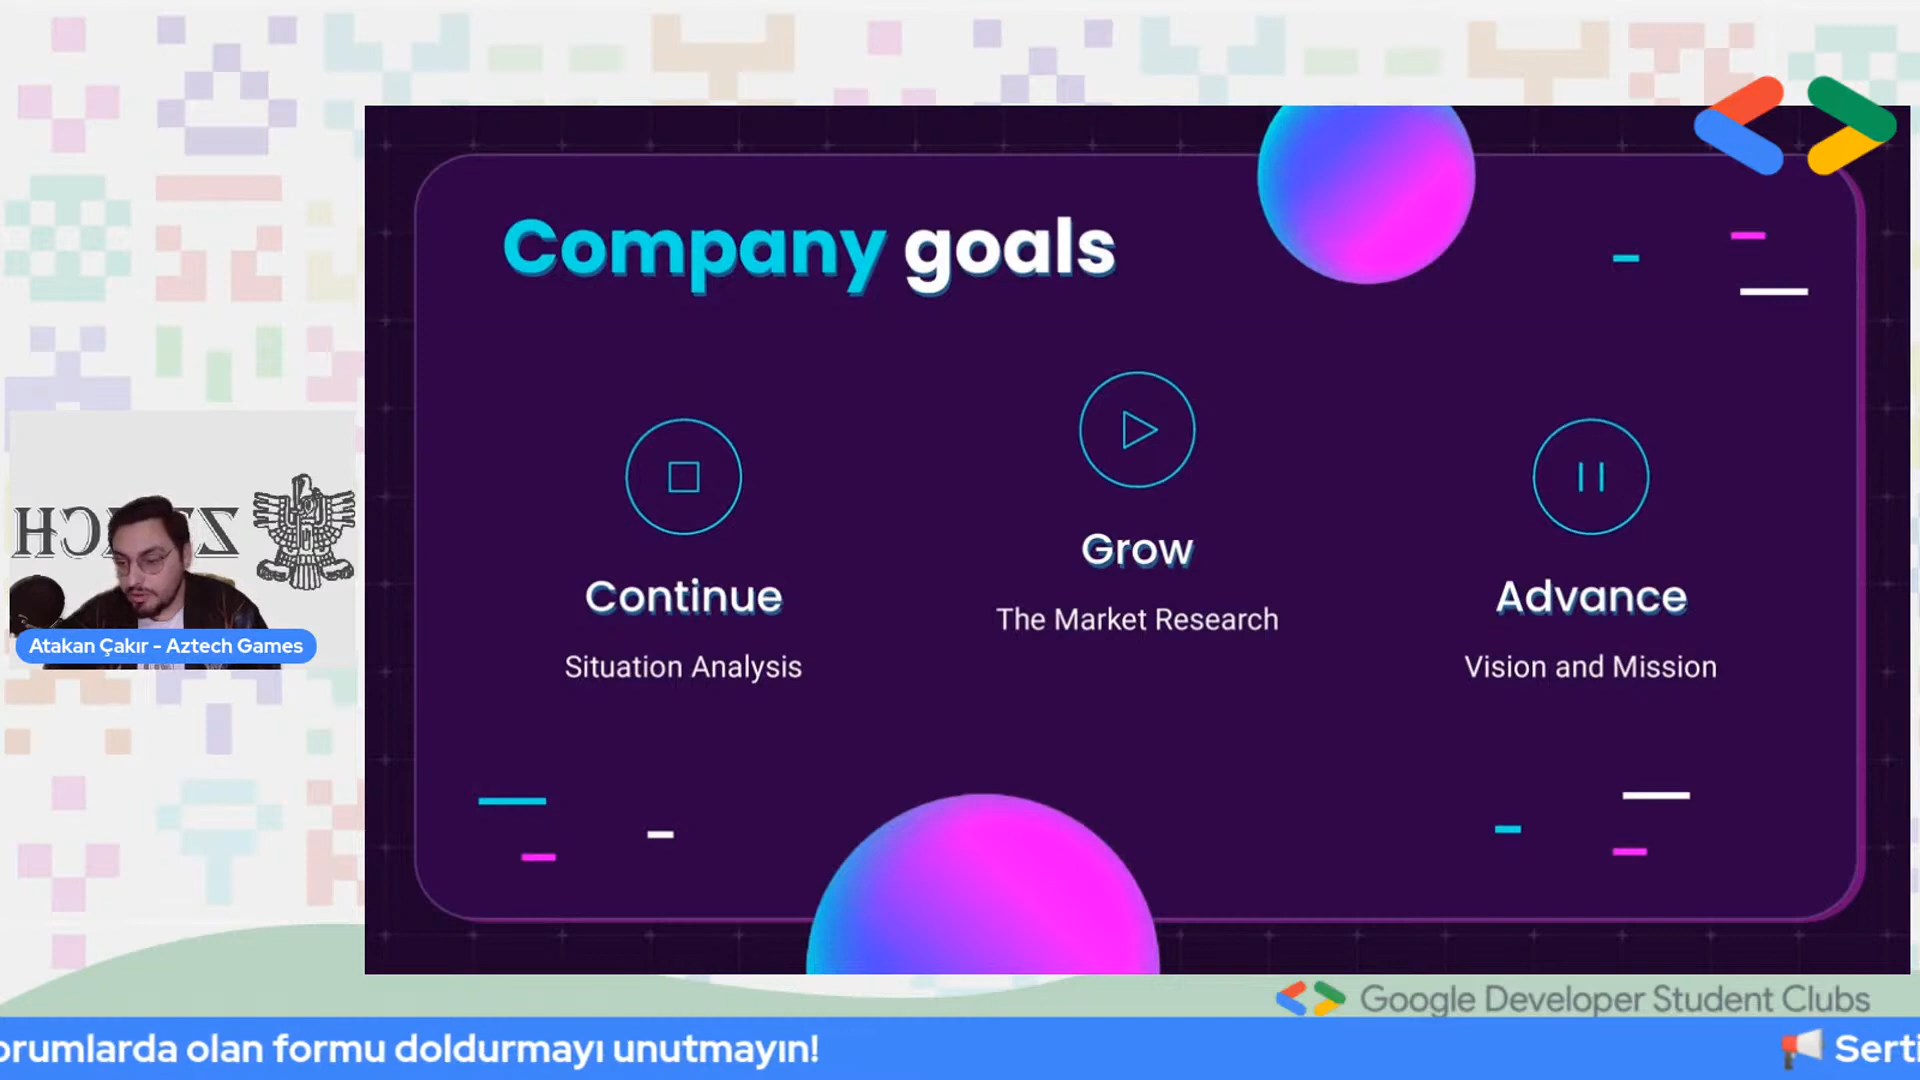 Company goals
Continue
Situation Analysis
Grow
The Market Research
Advance
Vision and Mission
Atakan Çakır - Aztech Games
Google Developer Student Clubs
orumlarda olan formu doldurmayı unutmayın!
Serti